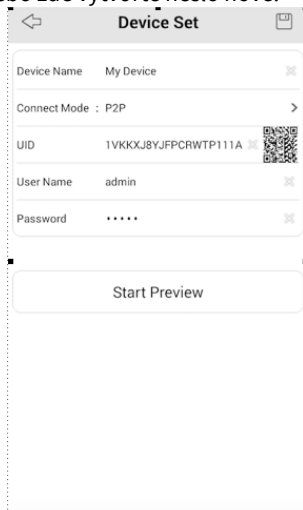 Device Set
Device Name My Device
Connect Mode : P2P
UID 1VKKXJ8YJFPCRWTP111A
User Name admin
Password •••••
Start Preview